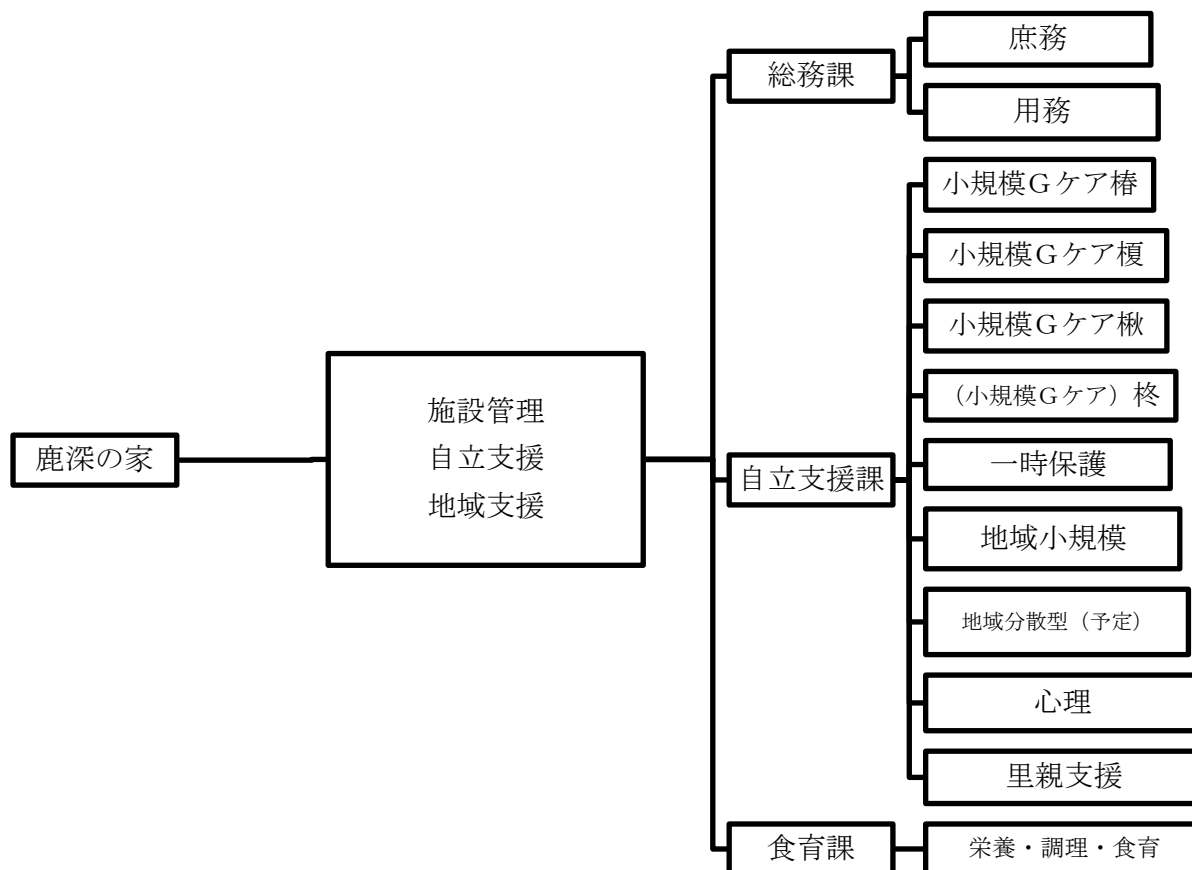 鹿深の家
施設管理
自立支援
地域支援
総務課
庶務
用務
自立支援課
小規模Ｇケア椿
小規模Ｇケア榎
小規模Ｇケア楸
（小規模Ｇケア）柊
一時保護
地域小規模
地域分散型（予定）
心理
里親支援
食育課
栄養・調理・食育